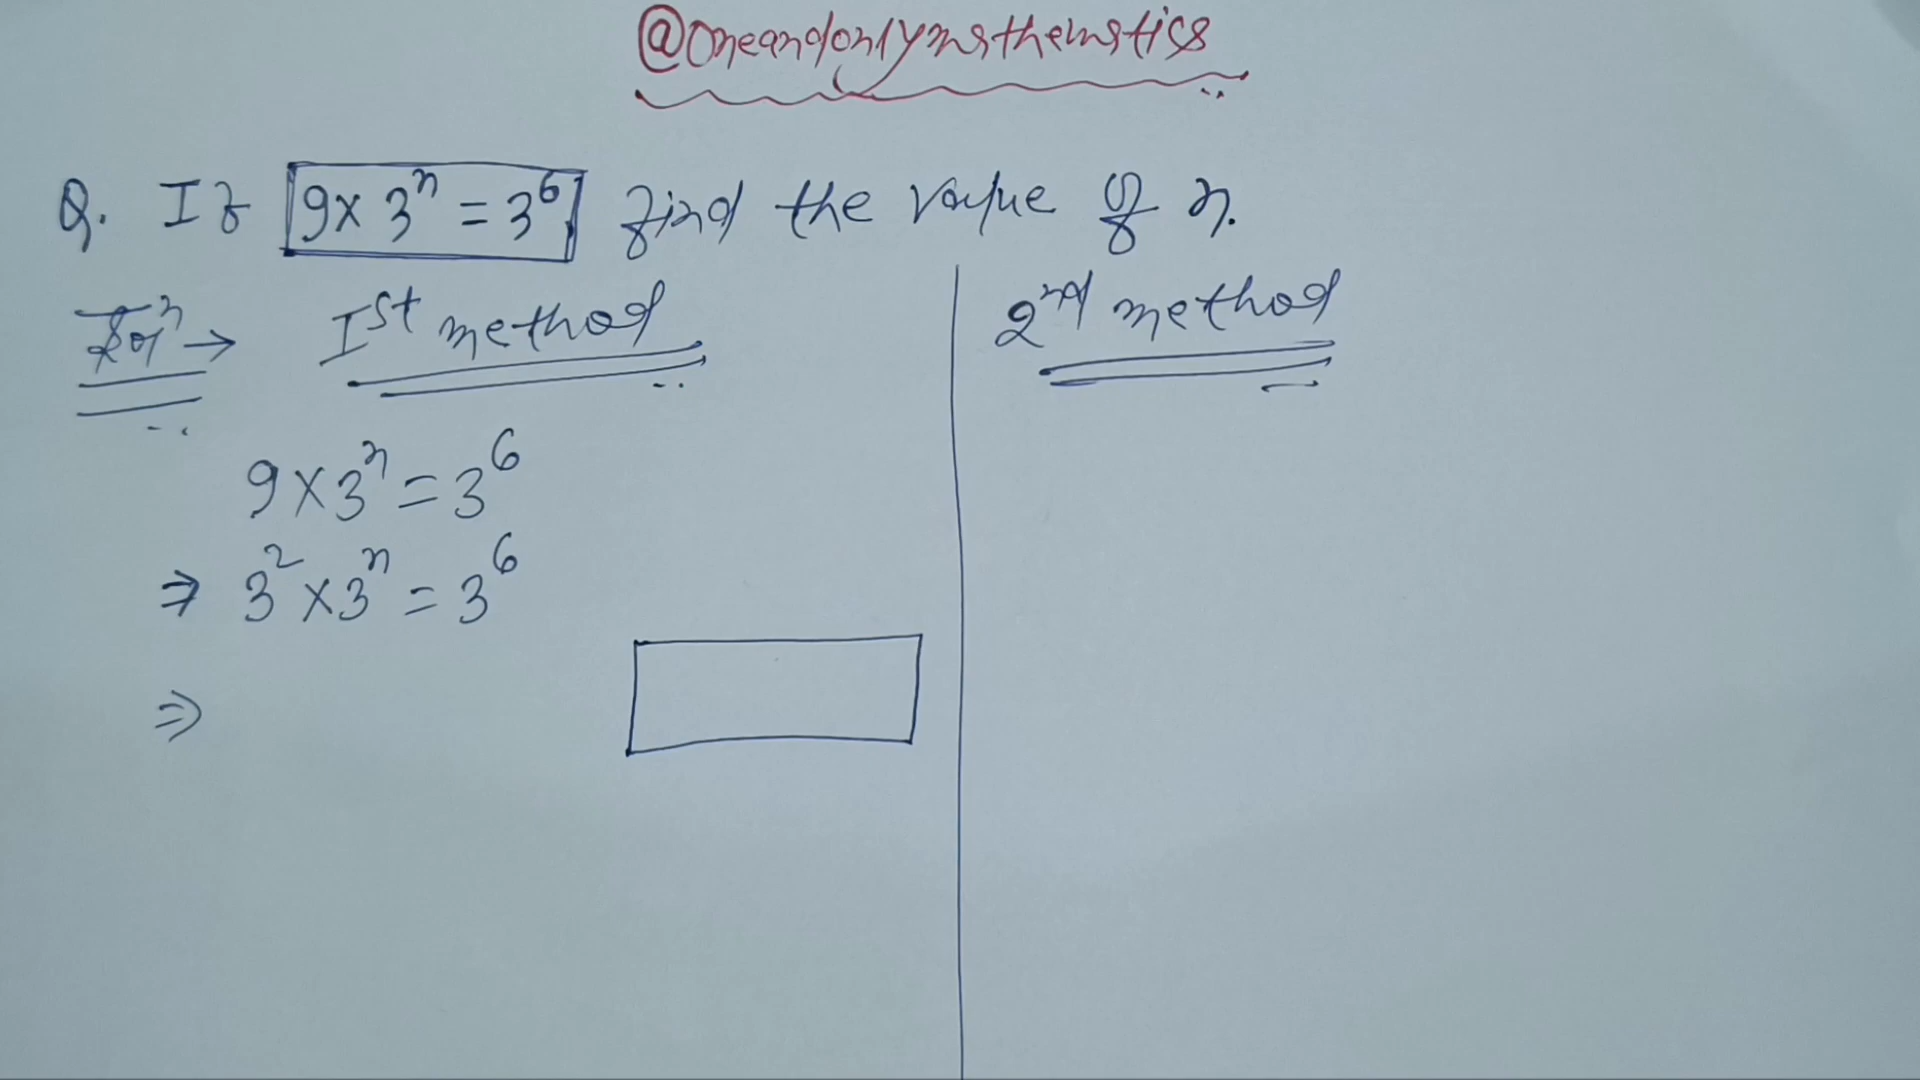 @oneandonlymathematics
Q. If 9×3ⁿ = 3⁶ find the value of n.
Solⁿ → Ist method
2nd method
9×3ⁿ = 3⁶
⇒ 3²×3ⁿ = 3⁶
⇒